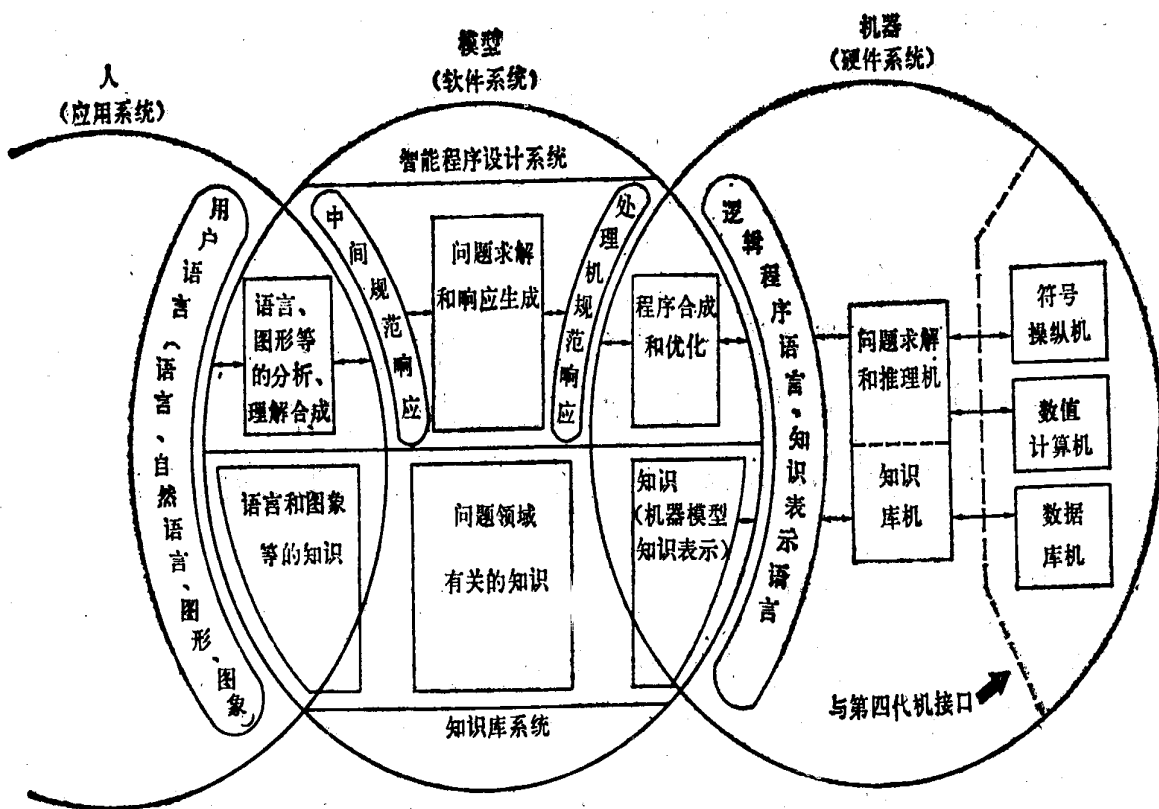 人
(应用系统)
模型
(软件系统)
机器
(硬件系统)
智能程序设计系统
用户语言(语言、自然语言、图形、图象)
语言、
图形等
的分析、
理解合成
中间规范响应
问题求解
和响应生成
处理机规范响应
程序合成
和优化
逻辑程序语言、知识表示语言
问题求解
和推理机
知识
库机
符号
操纵机
数值
计算机
数据
库机
语言和图象
等的知识
问题领域
有关的知识
知识
(机器模型
知识表示)
知识库系统
与第四代机接口